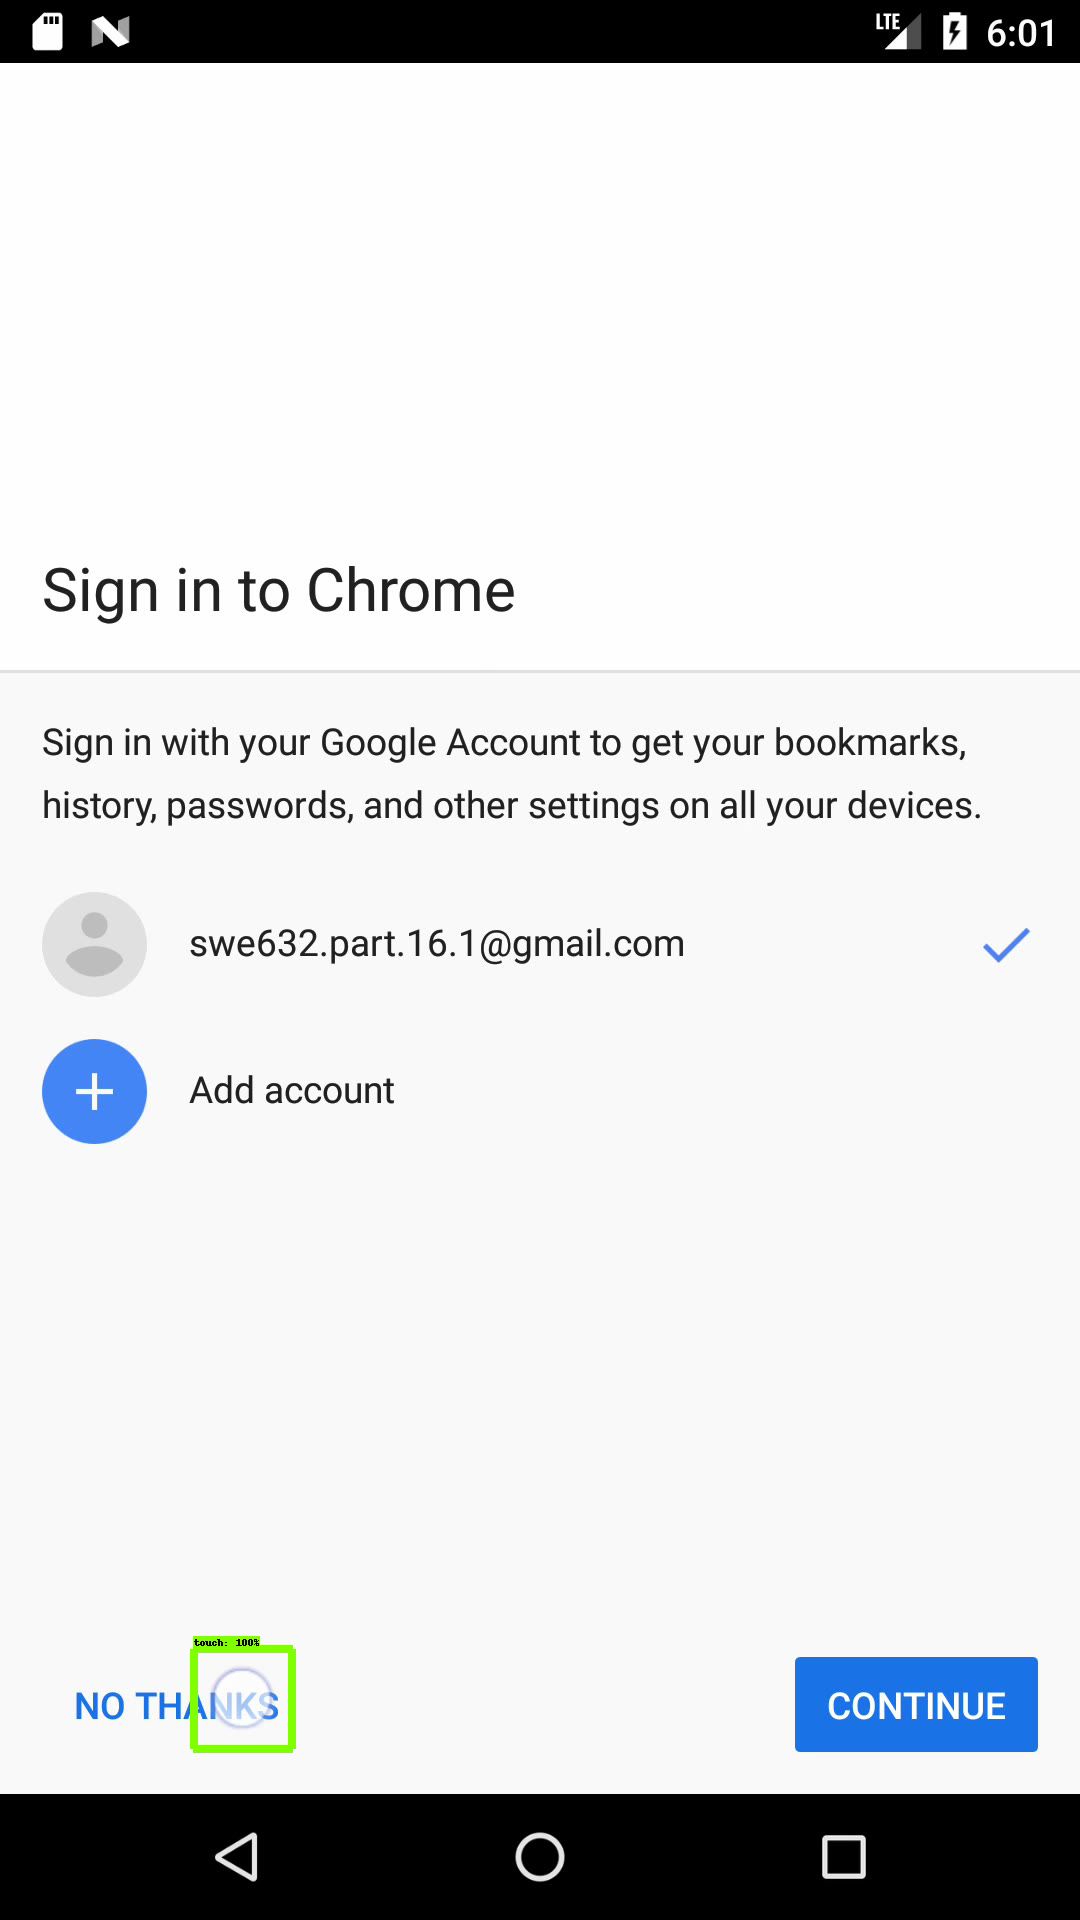 LTE 6:01
Sign in to Chrome
Sign in with your Google Account to get your bookmarks,
history, passwords, and other settings on all your devices.
swe632.part.16.1@gmail.com
Add account
touch: 100%
NO THANKS
CONTINUE